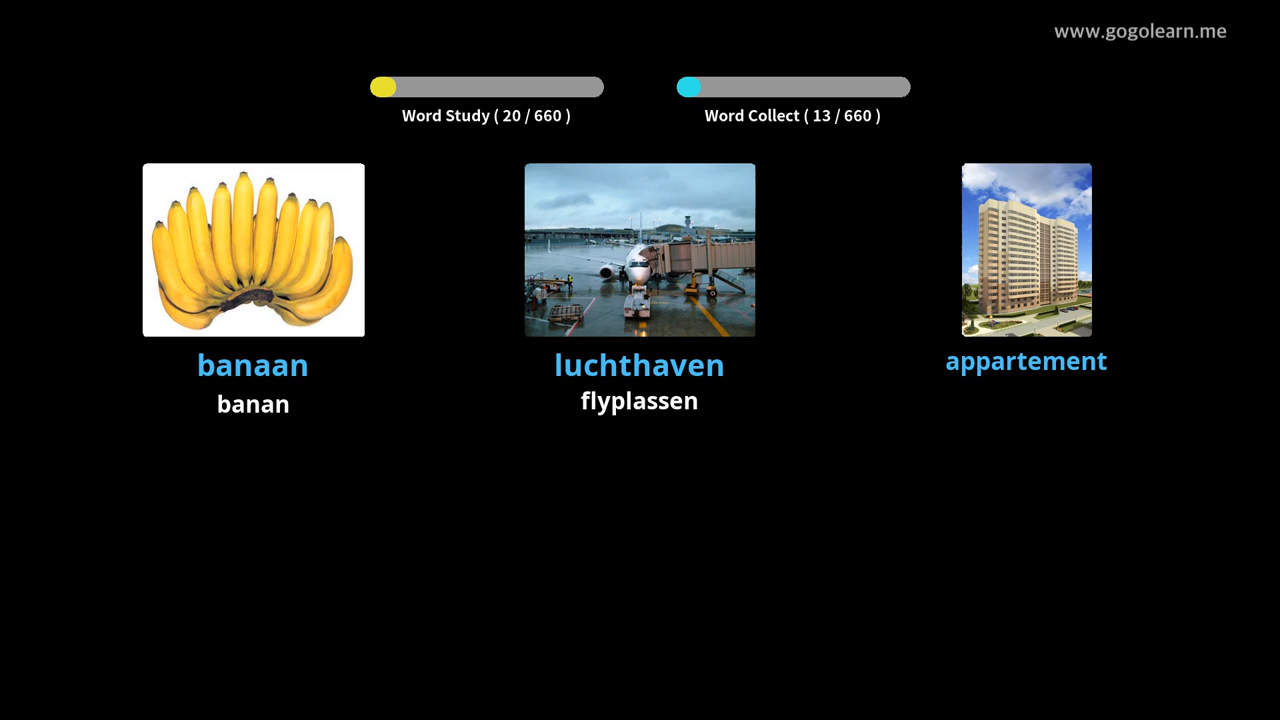 www.gogolearn.me
Word Study ( 20 / 660 )
Word Collect ( 13 / 660 )
banaan
banan
luchthaven
flyplassen
appartement